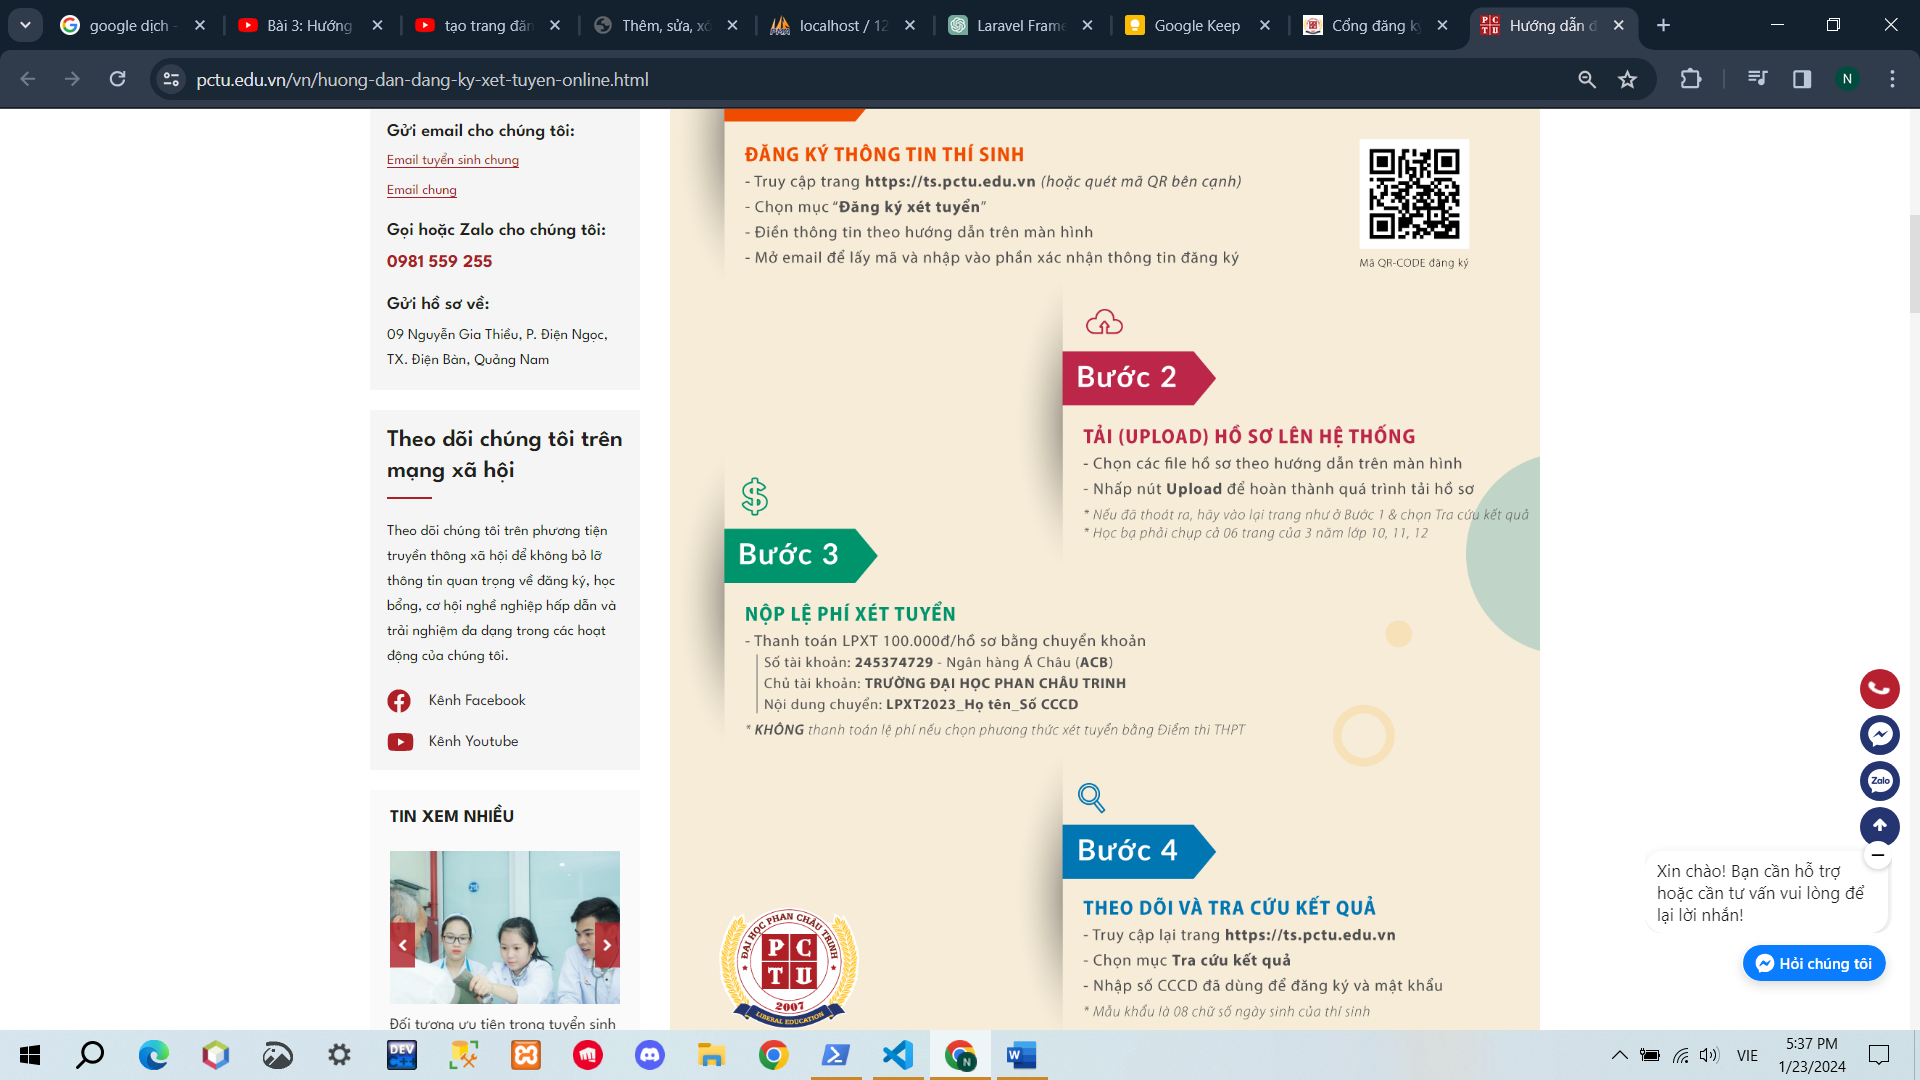 google dịch -
Bài 3: Hướng
tạo trang đăn
Thêm, sửa, xó
localhost / 12
Laravel Frame
Google Keep
Cổng đăng ký
Hướng dẫn đ
pctu.edu.vn/vn/huong-dan-dang-ky-xet-tuyen-online.html
N
Gửi email cho chúng tôi:
Email tuyển sinh chung
Email chung
Gọi hoặc Zalo cho chúng tôi:
0981 559 255
Gửi hồ sơ về:
09 Nguyễn Gia Thiều, P. Điện Ngọc,
TX. Điện Bàn, Quảng Nam
Theo dõi chúng tôi trên
mạng xã hội
Theo dõi chúng tôi trên phương tiện
truyền thông xã hội để không bỏ lỡ
thông tin quan trọng về đăng ký, học
bổng, cơ hội nghề nghiệp hấp dẫn và
trải nghiệm đa dạng trong các hoạt
động của chúng tôi.
Kênh Facebook
Kênh Youtube
TIN XEM NHIỀU
Đối tượng ưu tiên trong tuyển sinh
ĐĂNG KÝ THÔNG TIN THÍ SINH
- Truy cập trang https://ts.pctu.edu.vn (hoặc quét mã QR bên cạnh)
- Chọn mục “Đăng ký xét tuyển”
- Điền thông tin theo hướng dẫn trên màn hình
- Mở email để lấy mã và nhập vào phần xác nhận thông tin đăng ký
Mã QR-CODE đăng ký
Bước 2
TẢI (UPLOAD) HỒ SƠ LÊN HỆ THỐNG
- Chọn các file hồ sơ theo hướng dẫn trên màn hình
- Nhấp nút Upload để hoàn thành quá trình tải hồ sơ
* Nếu đã thoát ra, hãy vào lại trang như ở Bước 1 & chọn Tra cứu kết quả
* Học bạ phải chụp cả 06 trang của 3 năm lớp 10, 11, 12
Bước 3
NỘP LỆ PHÍ XÉT TUYỂN
- Thanh toán LPXT 100.000đ/hồ sơ bằng chuyển khoản
Số tài khoản: 245374729 - Ngân hàng Á Châu (ACB)
Chủ tài khoản: TRƯỜNG ĐẠI HỌC PHAN CHÂU TRINH
Nội dung chuyển: LPXT2023_Họ tên_Số CCCD
* KHÔNG thanh toán lệ phí nếu chọn phương thức xét tuyển bằng Điểm thi THPT
Bước 4
THEO DÕI VÀ TRA CỨU KẾT QUẢ
- Truy cập lại trang https://ts.pctu.edu.vn
- Chọn mục Tra cứu kết quả
- Nhập số CCCD đã dùng để đăng ký và mật khẩu
* Mẫu khẩu là 08 chữ số ngày sinh của thí sinh
ĐẠI HỌC PHAN CHÂU TRINH
P C
T U
2007
LIBERAL EDUCATION
Zalo
Xin chào! Bạn cần hỗ trợ
hoặc cần tư vấn vui lòng để
lại lời nhắn!
Hỏi chúng tôi
DEV
W
VIE
5:37 PM
1/23/2024